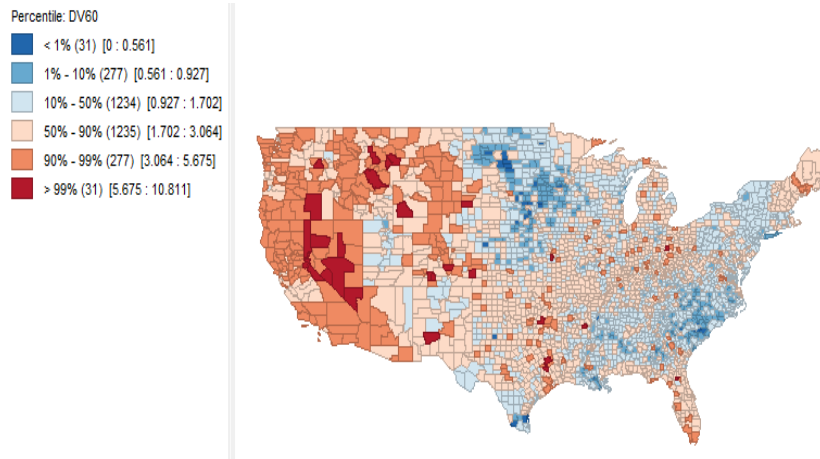 Percentile: DV60
< 1% (31) [0 : 0.561]
1% - 10% (277) [0.561 : 0.927]
10% - 50% (1234) [0.927 : 1.702]
50% - 90% (1235) [1.702 : 3.064]
90% - 99% (277) [3.064 : 5.675]
> 99% (31) [5.675 : 10.811]